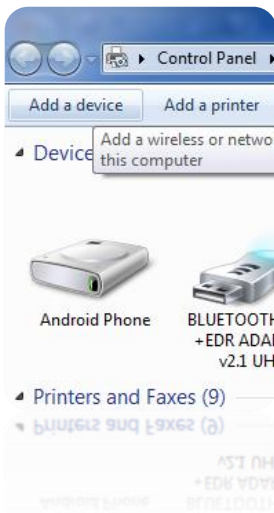 Control Panel
Add a device
Add a printer
Add a wireless or netwo
this computer
Device
Android Phone
BLUETOOTH
+EDR ADA
v2.1 UH
Printers and Faxes (9)